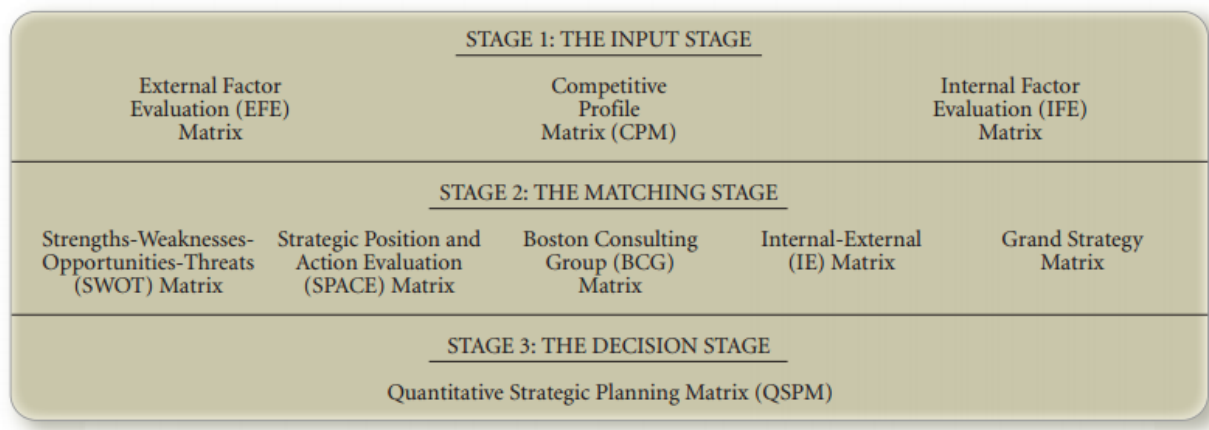 STAGE 1: THE INPUT STAGE
External Factor
Evaluation (EFE)
Matrix
Competitive
Profile
Matrix (CPM)
Internal Factor
Evaluation (IFE)
Matrix
STAGE 2: THE MATCHING STAGE
Strengths-Weaknesses-
Opportunities-Threats
(SWOT) Matrix
Strategic Position and
Action Evaluation
(SPACE) Matrix
Boston Consulting
Group (BCG)
Matrix
Internal-External
(IE) Matrix
Grand Strategy
Matrix
STAGE 3: THE DECISION STAGE
Quantitative Strategic Planning Matrix (QSPM)